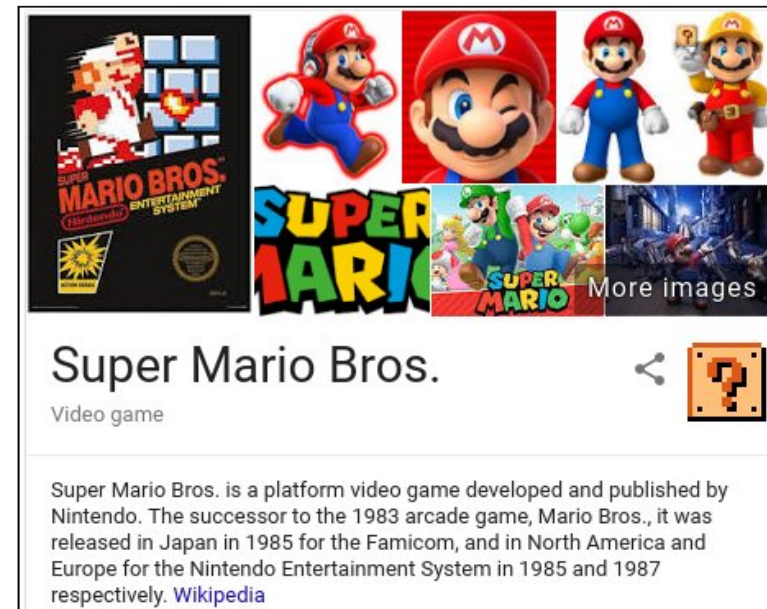 SUPER
MARIO BROS.
Nintendo
ENTERTAINMENT
SYSTEM
M
M
M
?
M
SUPER
MARIO
SUPER
MARIO
More images
Super Mario Bros.
?
Video game
Super Mario Bros. is a platform video game developed and published by
Nintendo. The successor to the 1983 arcade game, Mario Bros., it was
released in Japan in 1985 for the Famicom, and in North America and
Europe for the Nintendo Entertainment System in 1985 and 1987
respectively. Wikipedia